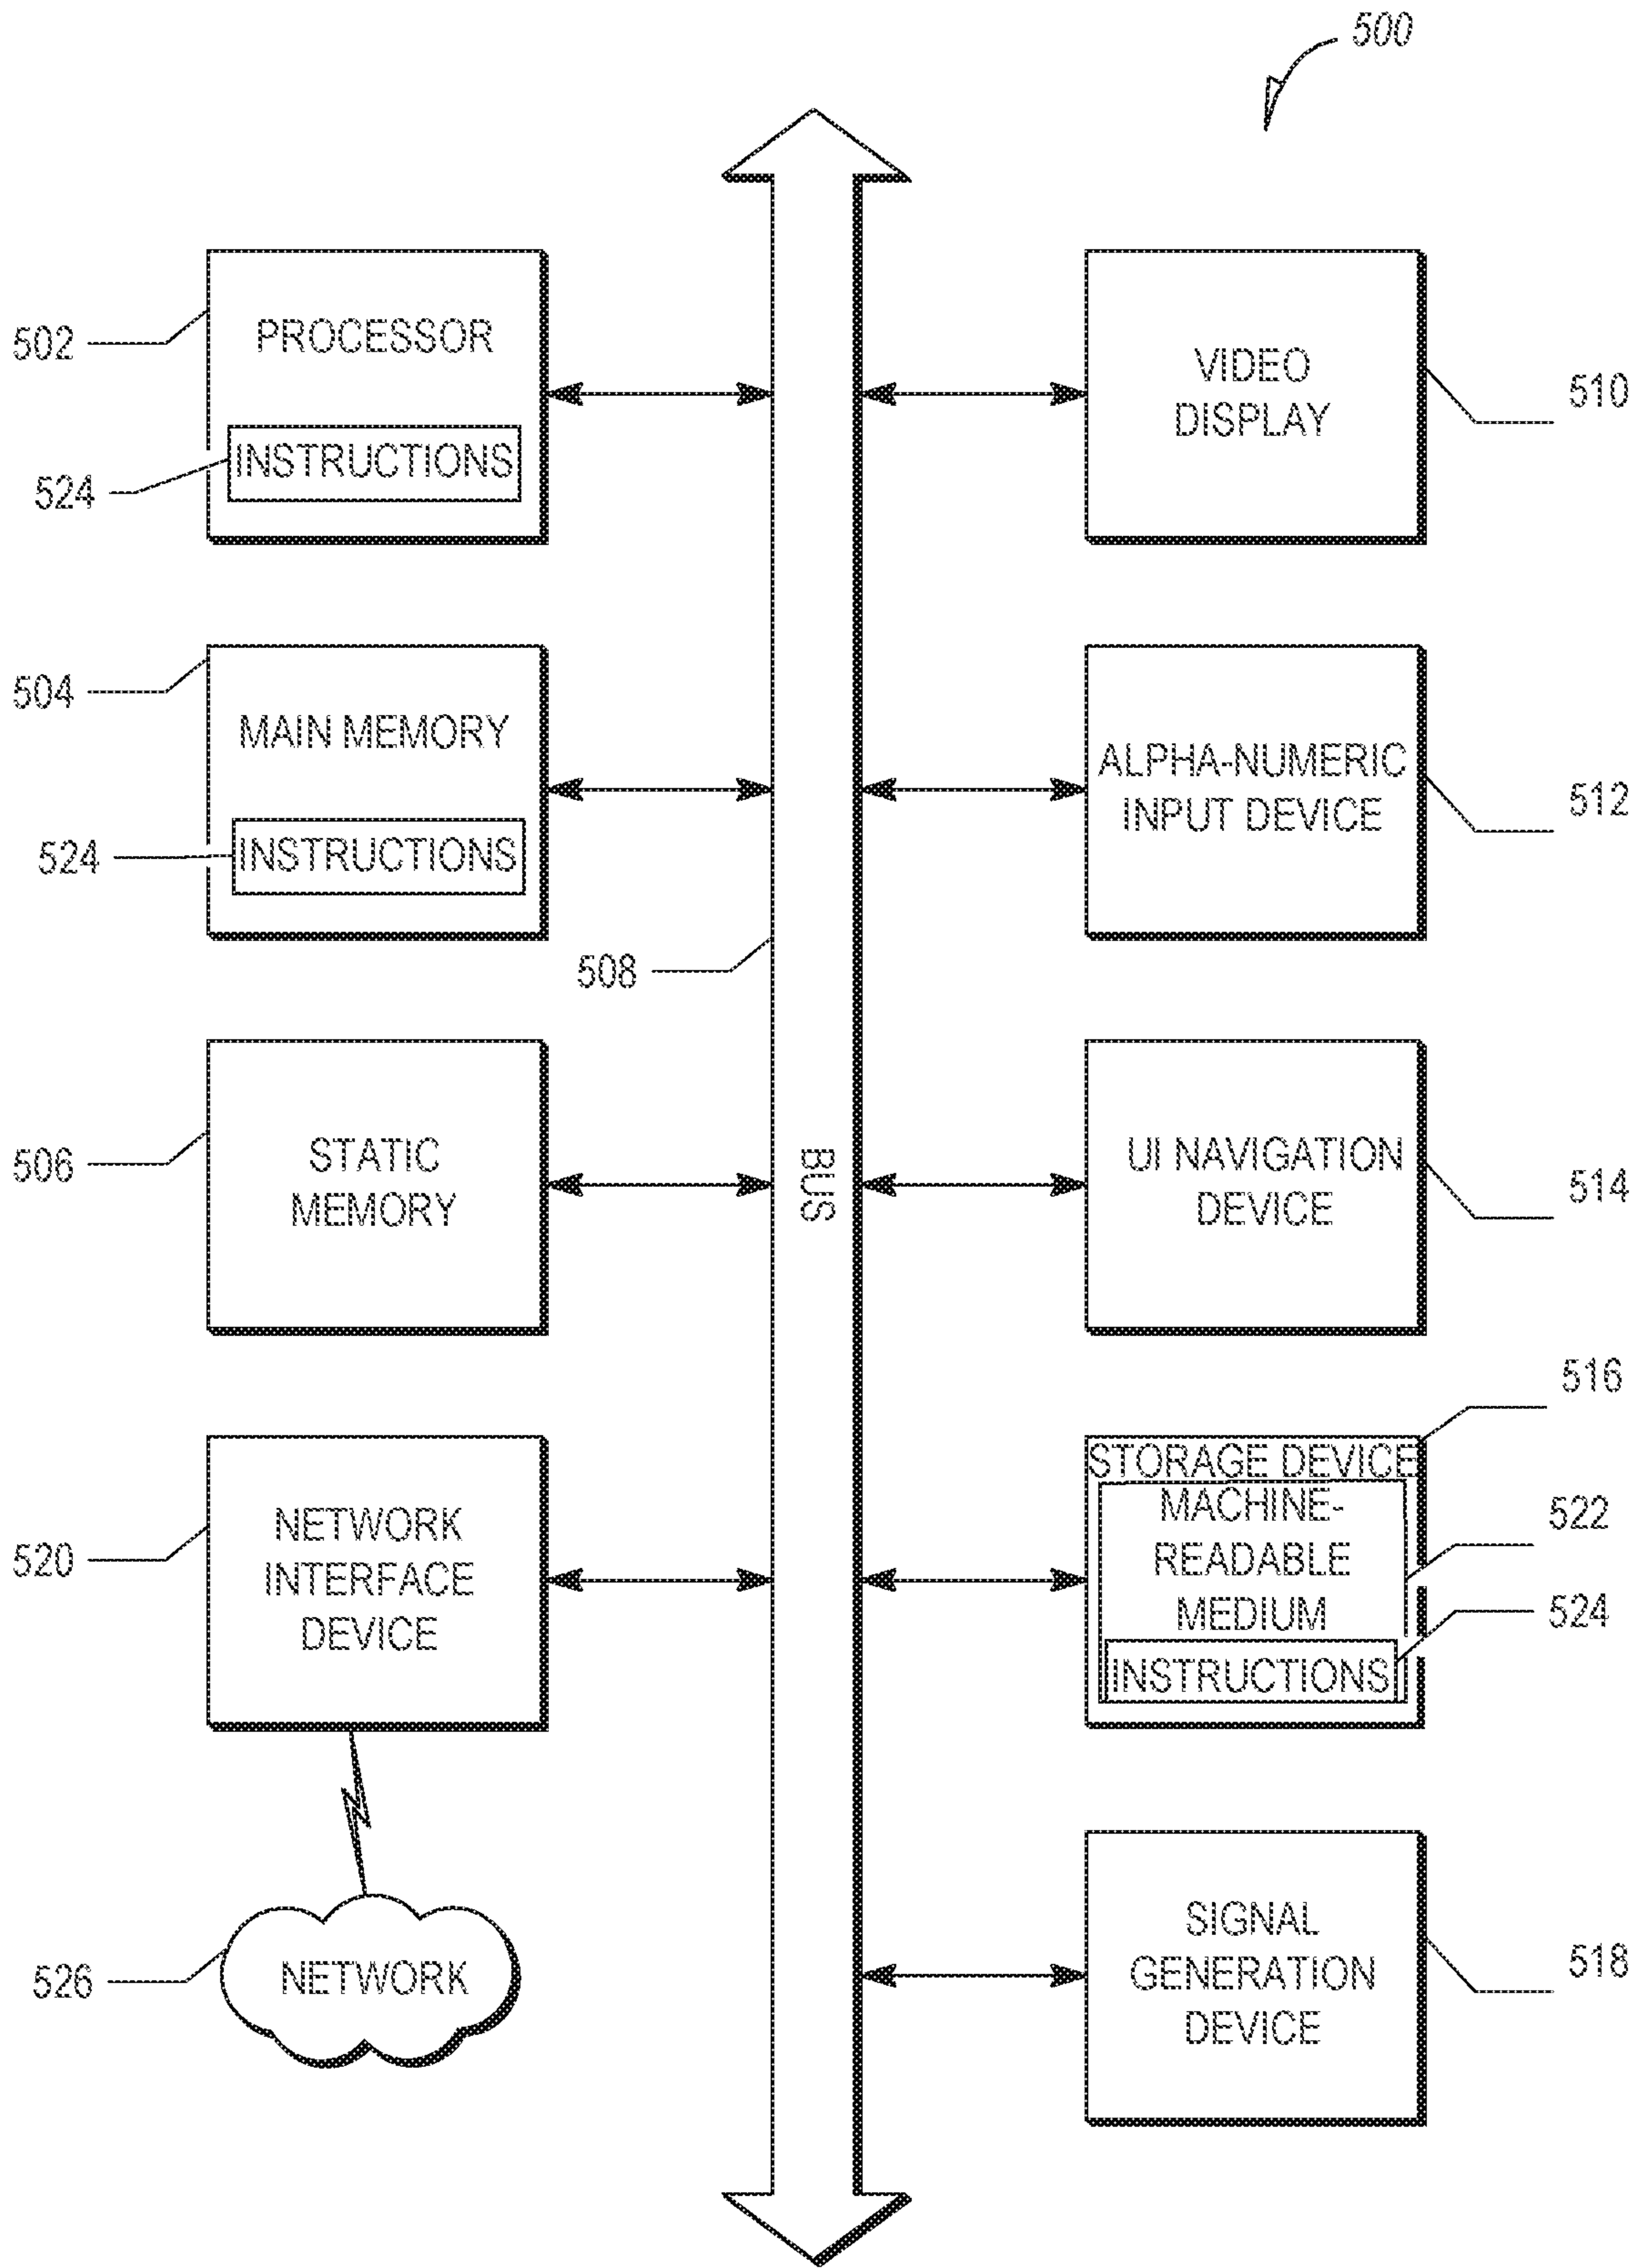 500
502
PROCESSOR
524
INSTRUCTIONS
504
MAIN MEMORY
524
INSTRUCTIONS
508
506
STATIC
MEMORY
520
NETWORK
INTERFACE
DEVICE
526
NETWORK
BUS
VIDEO
DISPLAY
510
ALPHA-NUMERIC
INPUT DEVICE
512
UI NAVIGATION
DEVICE
514
516
STORAGE DEVICE
MACHINE-
READABLE
MEDIUM
522
524
INSTRUCTIONS
SIGNAL
GENERATION
DEVICE
518